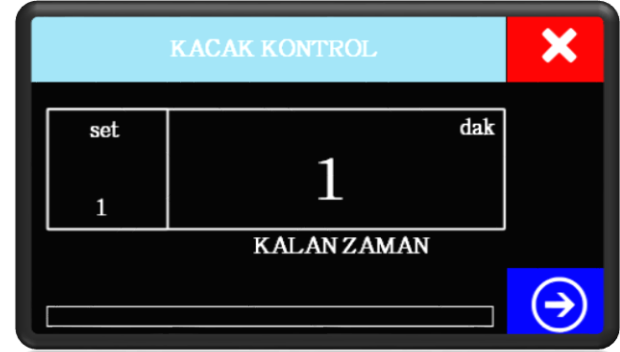 KACAK KONTROL
set
dak
1
1
KALAN ZAMAN